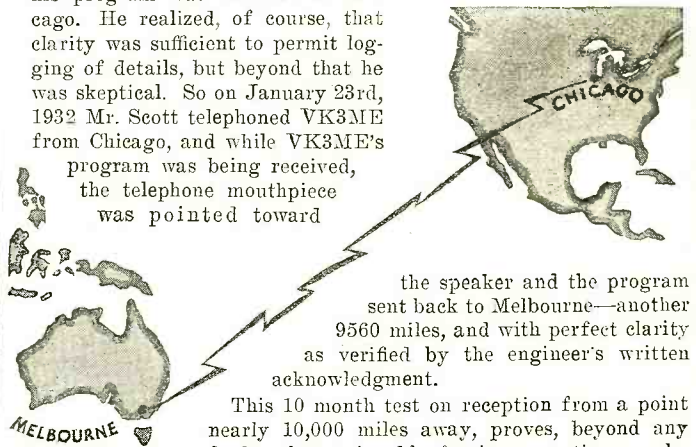 cago. He realized, of course, that
clarity was sufficient to permit log-
ging of details, but beyond that he
was skeptical. So on January 23rd,
1932 Mr. Scott telephoned VK3ME
from Chicago, and while VK3ME's
program was being received,
the telephone mouthpiece
was pointed toward
CHICAGO
the speaker and the program
sent back to Melbourne—another
9560 miles, and with perfect clarity
as verified by the engineer's written
acknowledgment.
MELBOURNE
This 10 month test on reception from a point
nearly 10,000 miles away, proves, beyond any